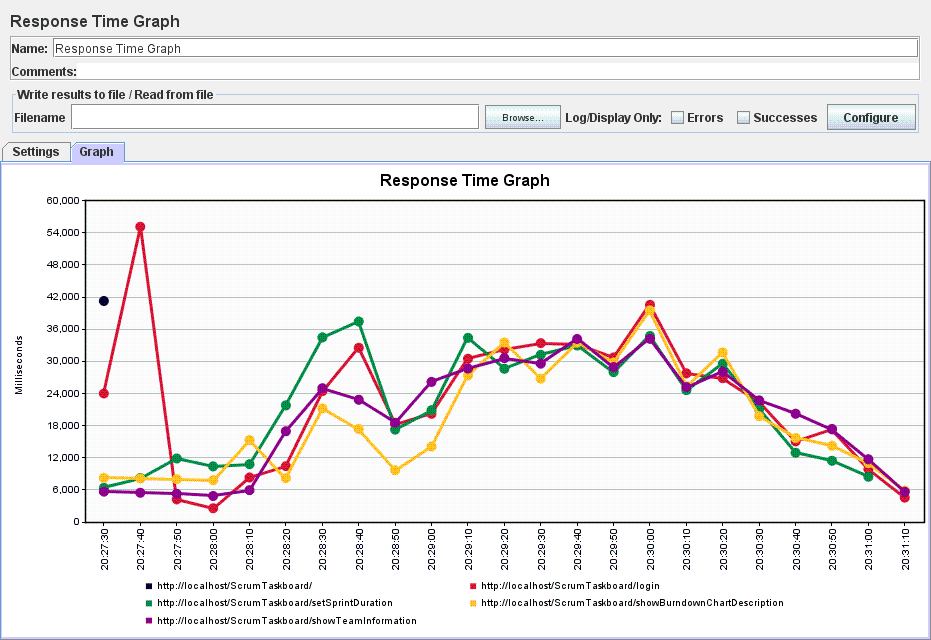 Response Time Graph
Name: Response Time Graph
Comments:
Write results to file / Read from file
Filename Browse... Log/Display Only: Errors Successes Configure
Settings Graph
Response Time Graph
60,000
54,000
48,000
42,000
36,000
30,000
24,000
18,000
12,000
6,000
0
Milliseconds
20:27:30 20:27:40 20:27:50 20:28:00 20:28:10 20:28:20 20:28:30 20:28:40 20:28:50 20:29:00 20:29:10 20:29:20 20:29:30 20:29:40 20:29:50 20:30:00 20:30:10 20:30:20 20:30:30 20:30:40 20:30:50 20:31:00 20:31:10
http://localhost/ScrumTaskboard/ http://localhost/ScrumTaskboard/login
http://localhost/ScrumTaskboard/setSprintDuration http://localhost/ScrumTaskboard/showBurndownChartDescription
http://localhost/ScrumTaskboard/showTeamInformation